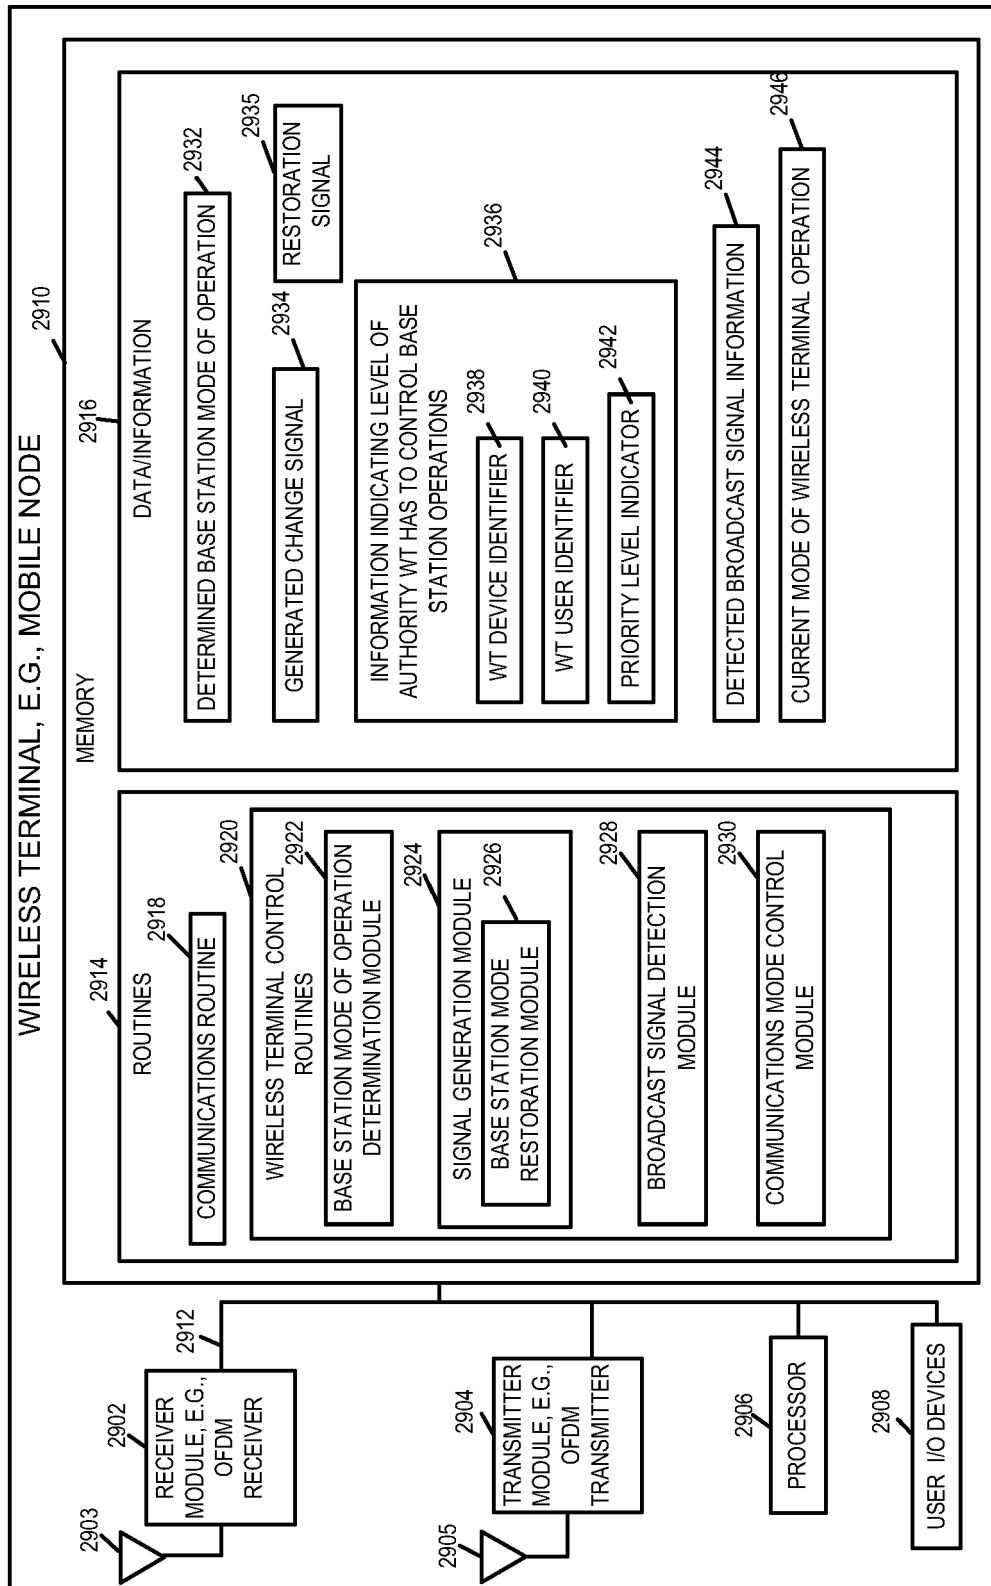 WIRELESS TERMINAL, E.G., MOBILE NODE
2903
2902
RECEIVER
MODULE, E.G.,
OFDM
RECEIVER
2912
2905
2904
TRANSMITTER
MODULE, E.G.,
OFDM
TRANSMITTER
2906
PROCESSOR
2908
USER I/O DEVICES
2910
MEMORY
2914
ROUTINES
2918
COMMUNICATIONS ROUTINE
2920
WIRELESS TERMINAL CONTROL
ROUTINES
2922
BASE STATION MODE OF OPERATION
DETERMINATION MODULE
2924
SIGNAL GENERATION MODULE
2926
BASE STATION MODE
RESTORATION MODULE
2928
BROADCAST SIGNAL DETECTION
MODULE
2930
COMMUNICATIONS MODE CONTROL
MODULE
2916
DATA/INFORMATION
2932
DETERMINED BASE STATION MODE OF OPERATION
2934
GENERATED CHANGE SIGNAL
2935
RESTORATION
SIGNAL
2936
INFORMATION INDICATING LEVEL OF
AUTHORITY WT HAS TO CONTROL BASE
STATION OPERATIONS
2938
WT DEVICE IDENTIFIER
2940
WT USER IDENTIFIER
2942
PRIORITY LEVEL INDICATOR
2944
DETECTED BROADCAST SIGNAL INFORMATION
2946
CURRENT MODE OF WIRELESS TERMINAL OPERATION